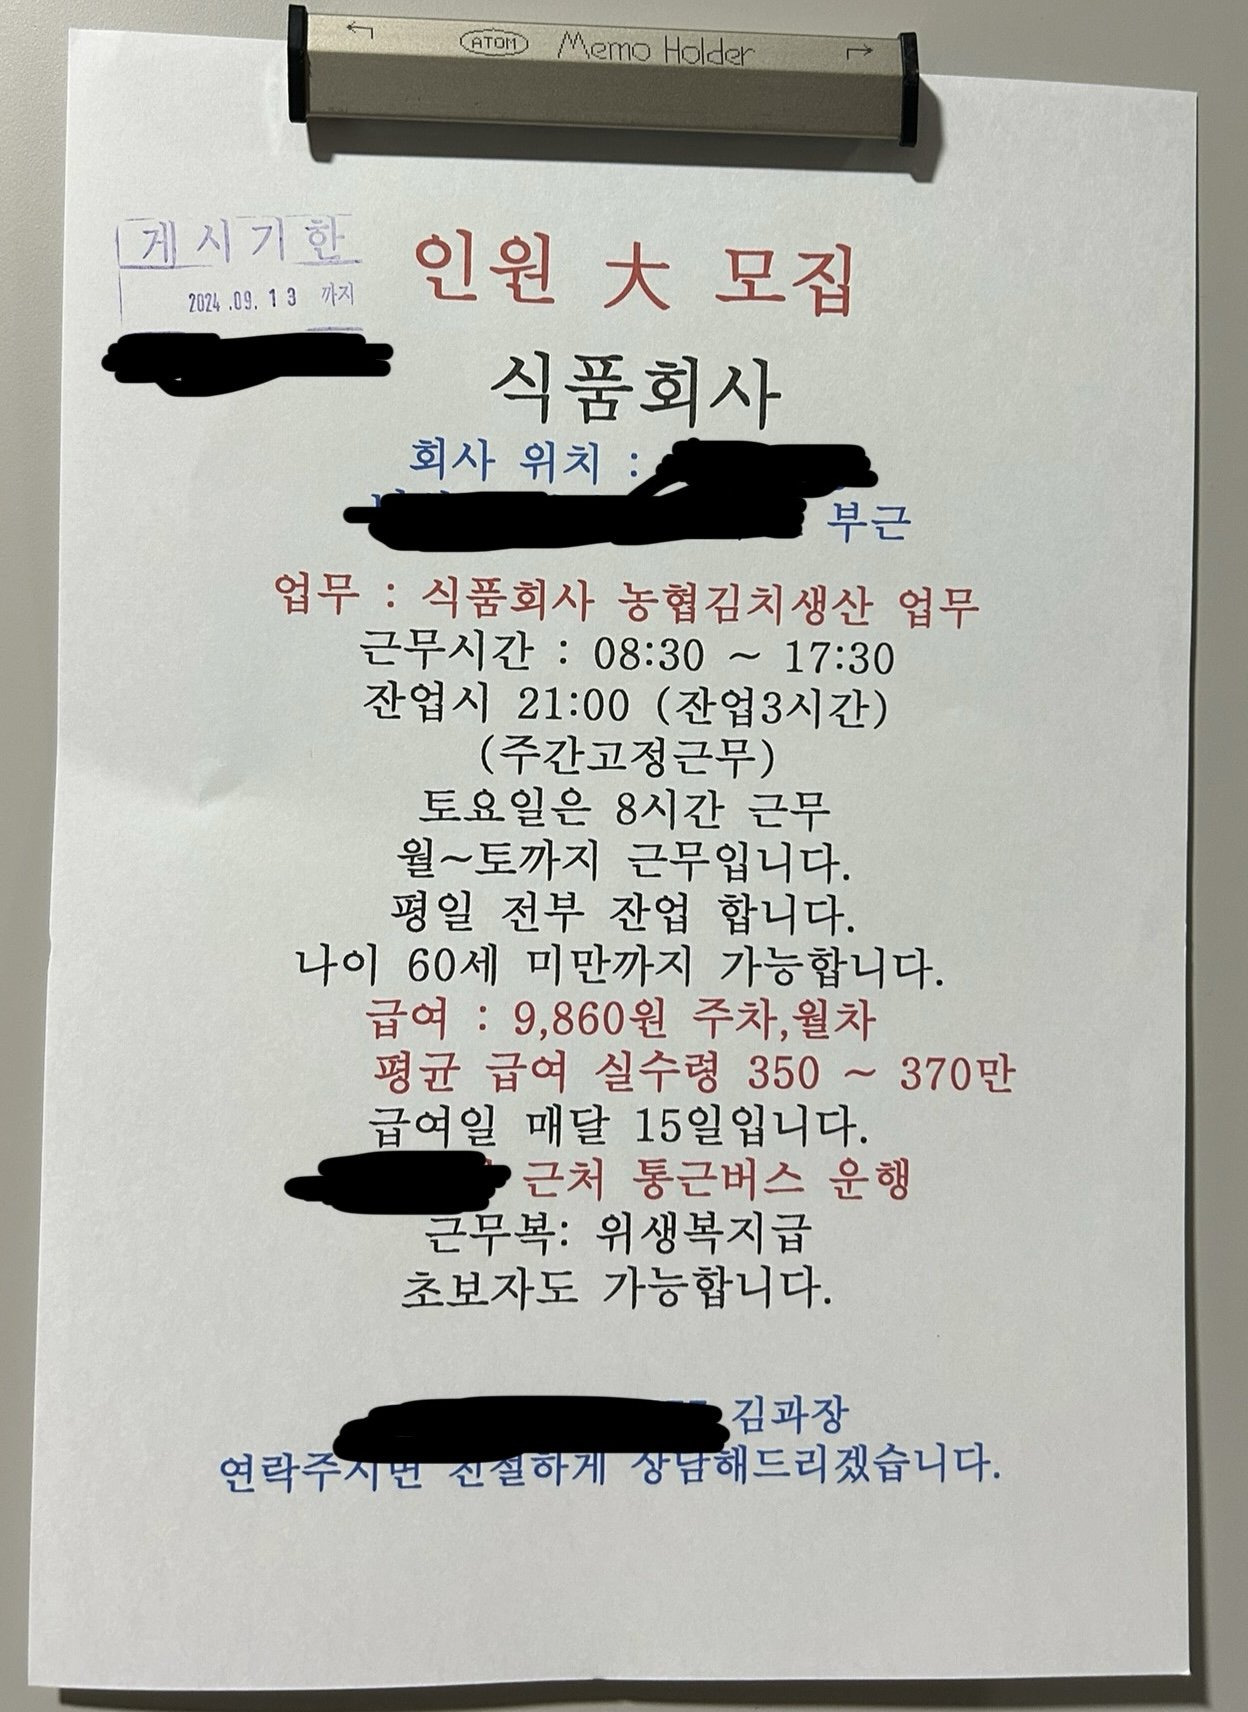 ATOM Memo Holder
게시기한
2024.09.13 까지
인원 大 모집
식품회사
회사 위치 :
부근
업무 : 식품회사 농협김치생산 업무
근무시간 : 08:30 ~ 17:30
잔업시 21:00 (잔업3시간)
(주간고정근무)
토요일은 8시간 근무
월~토까지 근무입니다.
평일 전부 잔업 합니다.
나이 60세 미만까지 가능합니다.
급여 : 9,860원 주차,월차
평균 급여 실수령 350 ~ 370만
급여일 매달 15일입니다.
근처 통근버스 운행
근무복: 위생복지급
초보자도 가능합니다.
김과장
연락주시면 친절하게 상담해드리겠습니다.